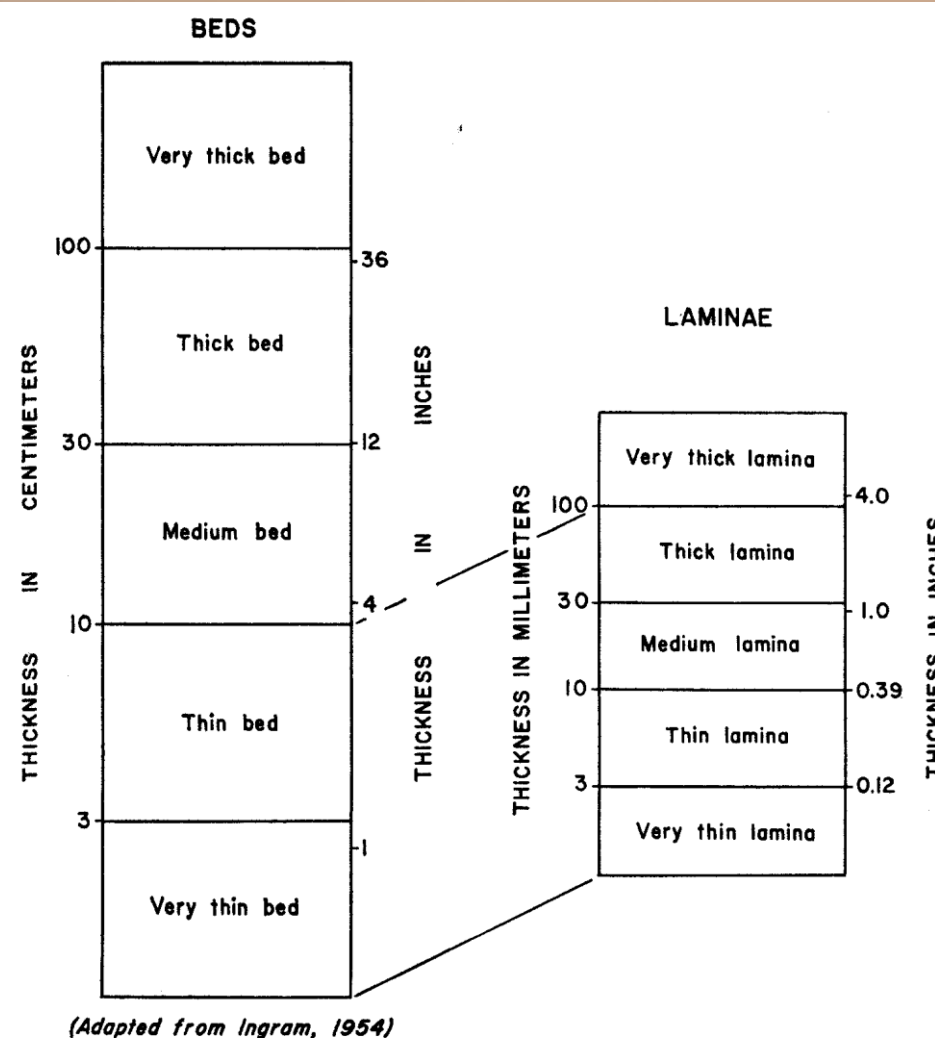 BEDS
Very thick bed
100
36
Thick bed
30
12
Medium bed
4
10
Thin bed
3
1
Very thin bed
THICKNESS IN CENTIMETERS
THICKNESS IN INCHES
(Adapted from Ingram, 1954)
LAMINAE
Very thick lamina
4.0
100
Thick lamina
30
1.0
Medium lamina
10
0.39
Thin lamina
3
0.12
Very thin lamina
THICKNESS IN MILLIMETERS
THICKNESS IN INCHES